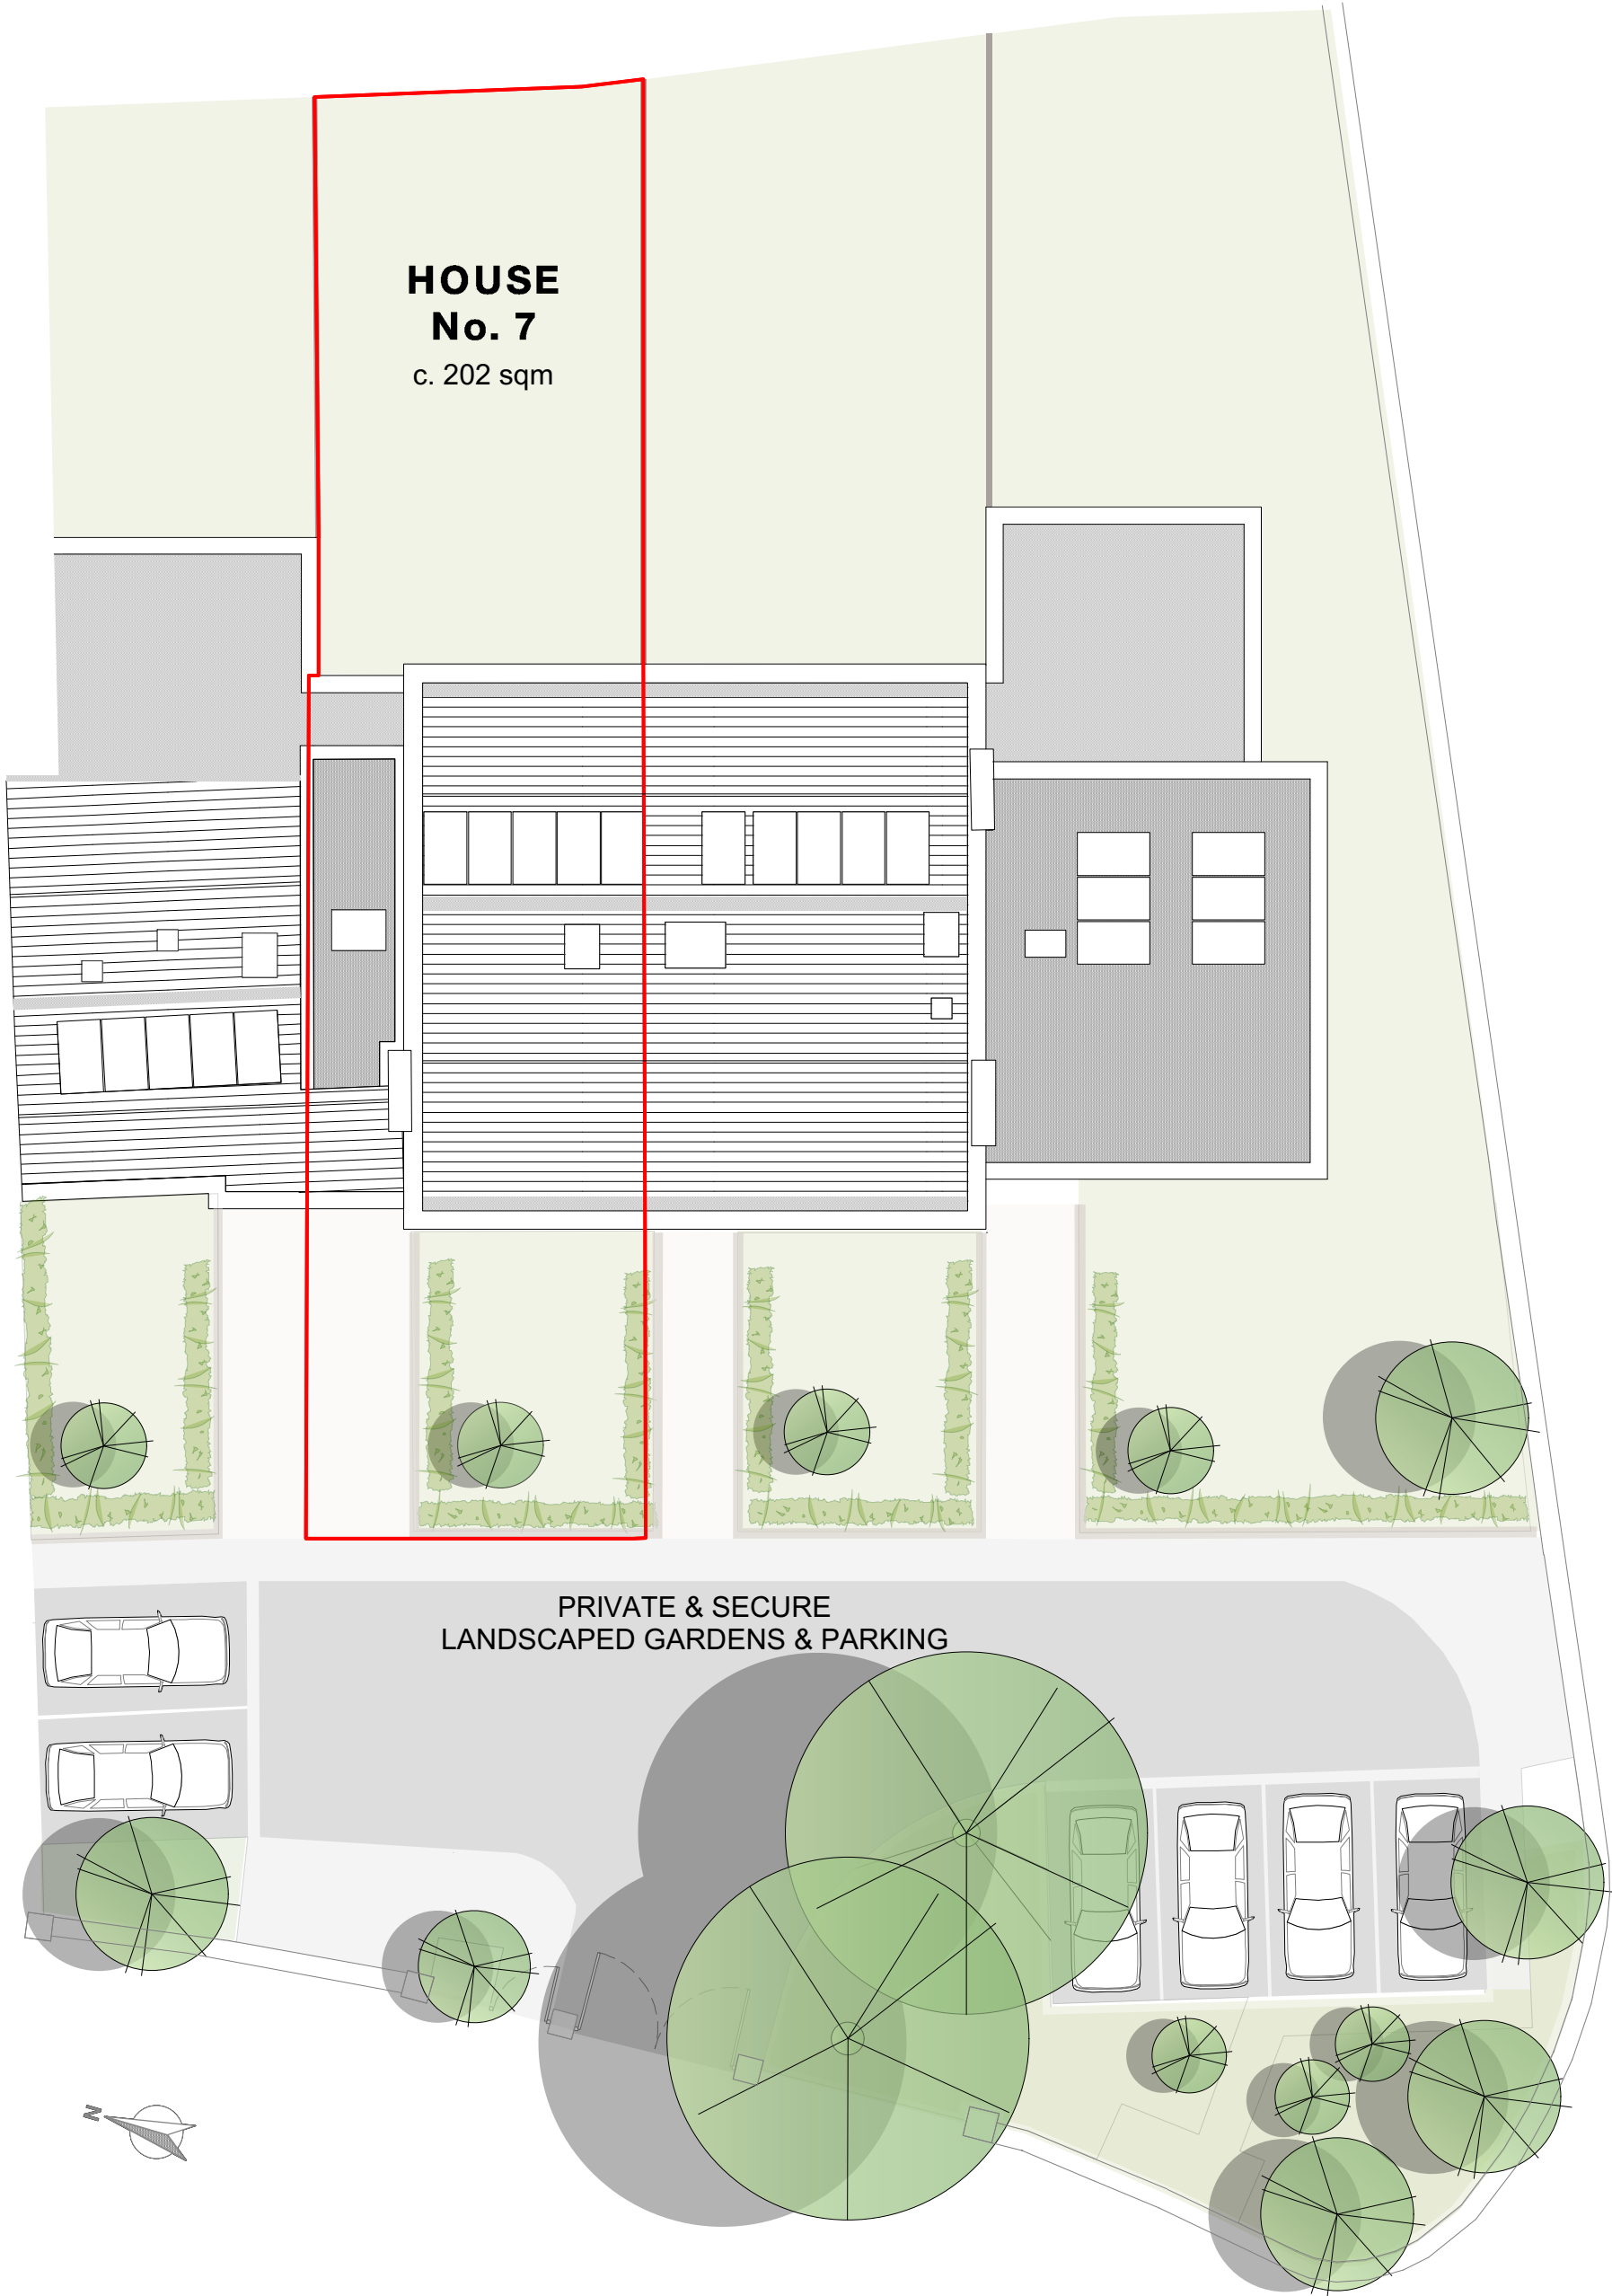 HOUSE
No. 7
c. 202 sqm
PRIVATE & SECURE
LANDSCAPED GARDENS & PARKING
N